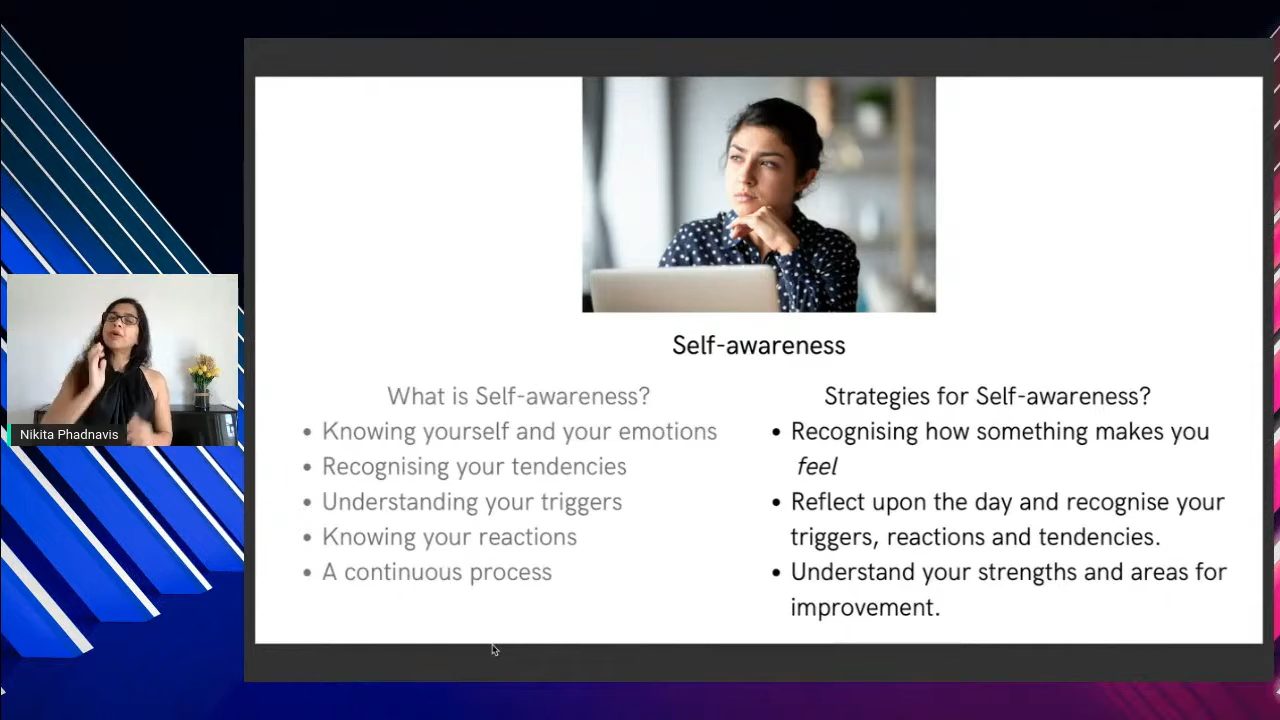 Self-awareness
What is Self-awareness?
• Knowing yourself and your emotions
• Recognising your tendencies
• Understanding your triggers
• Knowing your reactions
• A continuous process
Strategies for Self-awareness?
• Recognising how something makes you
feel
• Reflect upon the day and recognise your
triggers, reactions and tendencies.
• Understand your strengths and areas for
improvement.
Nikita Phadnavis